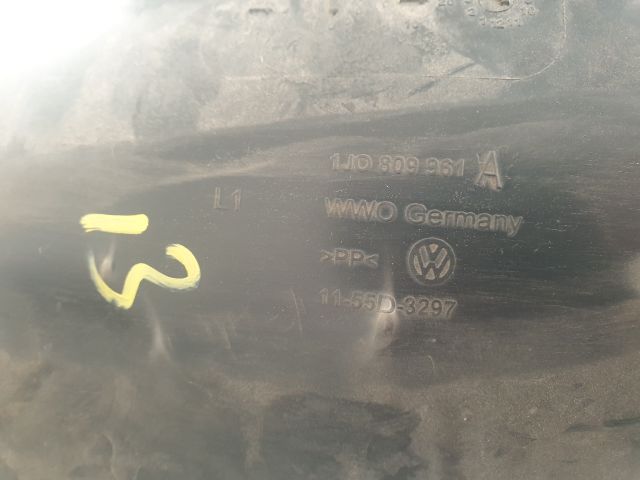 1J0 809 961 A
L1
WWO Germany
>PP<
11-55D-3297